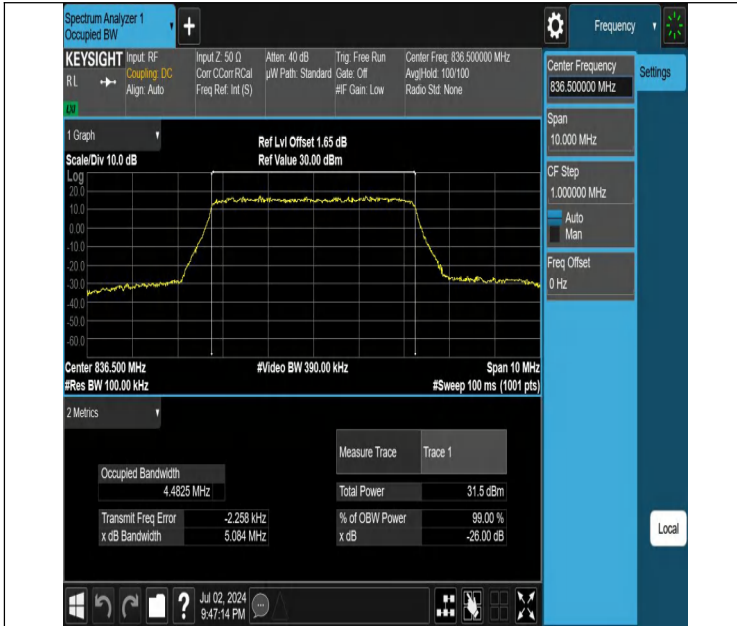 Spectrum Analyzer 1
Occupied BW
+
Frequency
KEYSIGHT
R L
LXI
Input: RF
Coupling: DC
Align: Auto
Input Z: 50 Ω
Corr CCorr RCal
Freq Ref: Int (S)
Atten: 40 dB
µW Path: Standard
Trig: Free Run
Gate: Off
#IF Gain: Low
Center Freq: 836.500000 MHz
Avg|Hold: 100/100
Radio Std: None
Center Frequency
836.500000 MHz
Settings
Span
10.000 MHz
CF Step
1.000000 MHz
Auto
Man
Freq Offset
0 Hz
Local
1 Graph
Scale/Div 10.0 dB
Ref Lvl Offset 1.65 dB
Ref Value 30.00 dBm
Log
20.0
10.0
0.00
-10.0
-20.0
-30.0
-40.0
-50.0
-60.0
Center 836.500 MHz
#Video BW 390.00 kHz
Span 10 MHz
#Res BW 100.00 kHz
#Sweep 100 ms (1001 pts)
2 Metrics
Measure Trace Trace 1
Occupied Bandwidth
4.4825 MHz
Total Power 31.5 dBm
Transmit Freq Error -2.258 kHz
% of OBW Power 99.00 %
x dB Bandwidth 5.084 MHz
x dB -26.00 dB
?
Jul 02, 2024
9:47:14 PM